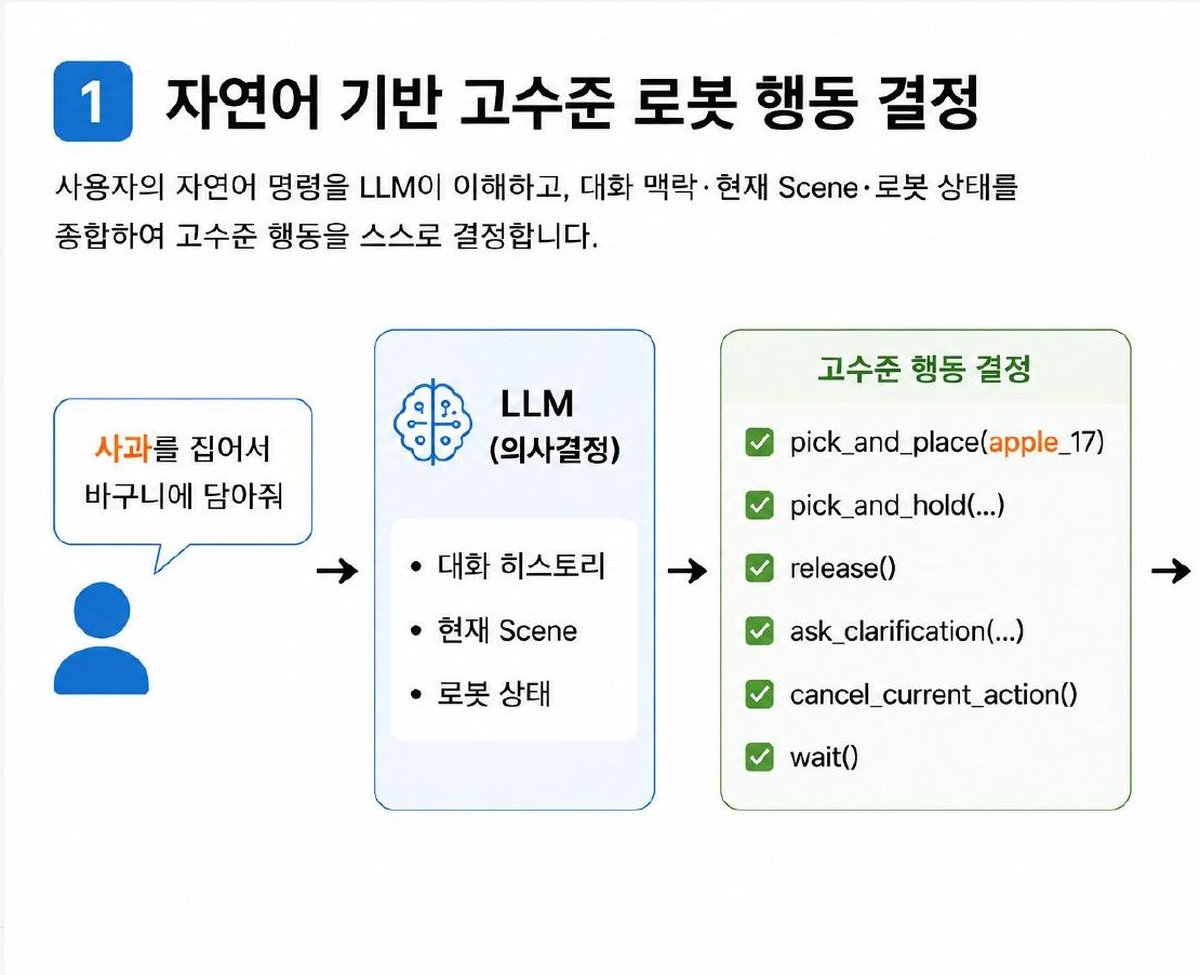 1 자연어 기반 고수준 로봇 행동 결정
사용자의 자연어 명령을 LLM이 이해하고, 대화 맥락·현재 Scene·로봇 상태를
종합하여 고수준 행동을 스스로 결정합니다.
사과를 집어서
바구니에 담아줘
LLM
(의사결정)
• 대화 히스토리
• 현재 Scene
• 로봇 상태
고수준 행동 결정
pick_and_place(apple_17)
pick_and_hold(...)
release()
ask_clarification(...)
cancel_current_action()
wait()